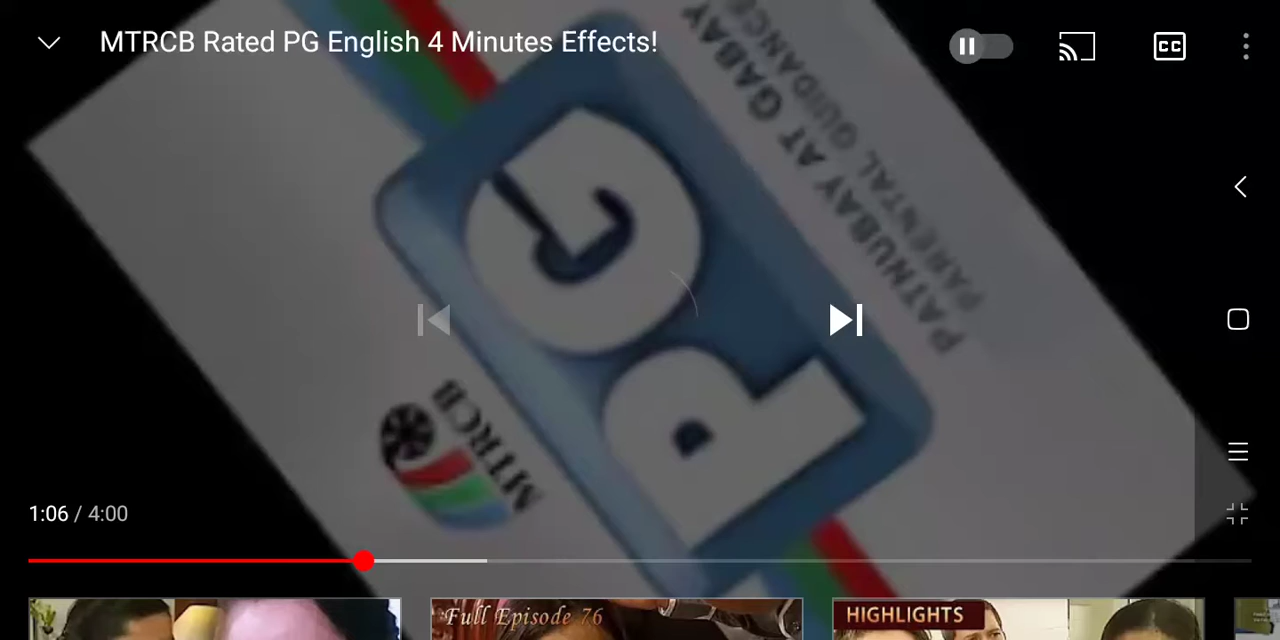 MTRCB Rated PG English 4 Minutes Effects!
CC
PATNUBAY AT GABAY
PARENTAL GUIDANCE
PG
MTRCB
1:06 / 4:00
Full Episode 76
HIGHLIGHTS